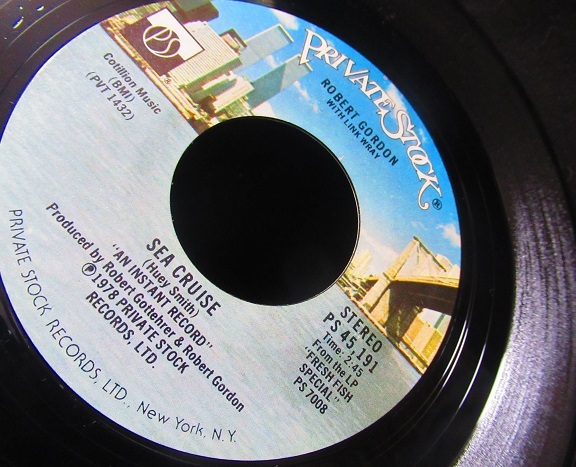 PS
PRIVATE STOCK®
ROBERT GORDON
WITH LINK WRAY
Cotillion Music
(BMI)
(PVT 1432)
STEREO
PS 45,191
Time: 2:45
From the LP
"FRESH FISH
SPECIAL"
PS 7008
SEA CRUISE
(Huey Smith)
"AN INSTANT RECORD"
Produced by Robert Gottehrer & Robert Gordon
℗ 1978 PRIVATE STOCK
RECORDS, LTD.
PRIVATE STOCK RECORDS, LTD., New York, N.Y.